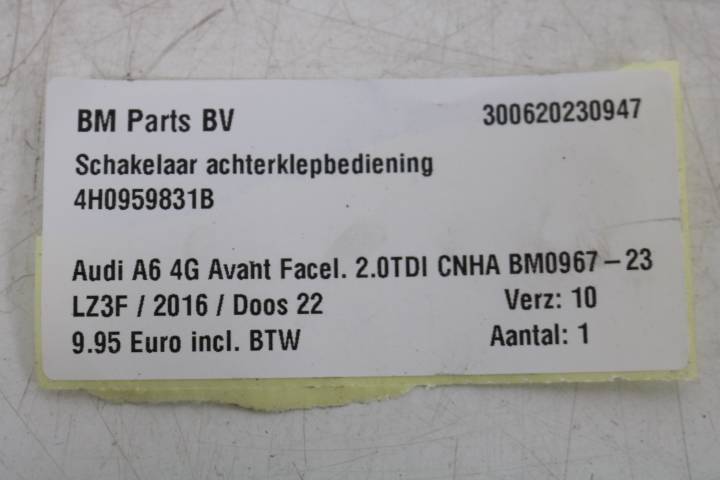 BM Parts BV 300620230947
Schakelaar achterklepbediening
4H0959831B
Audi A6 4G Avant Facel. 2.0TDI CNHA BM0967-23
LZ3F / 2016 / Doos 22 Verz: 10
9.95 Euro incl. BTW Aantal: 1